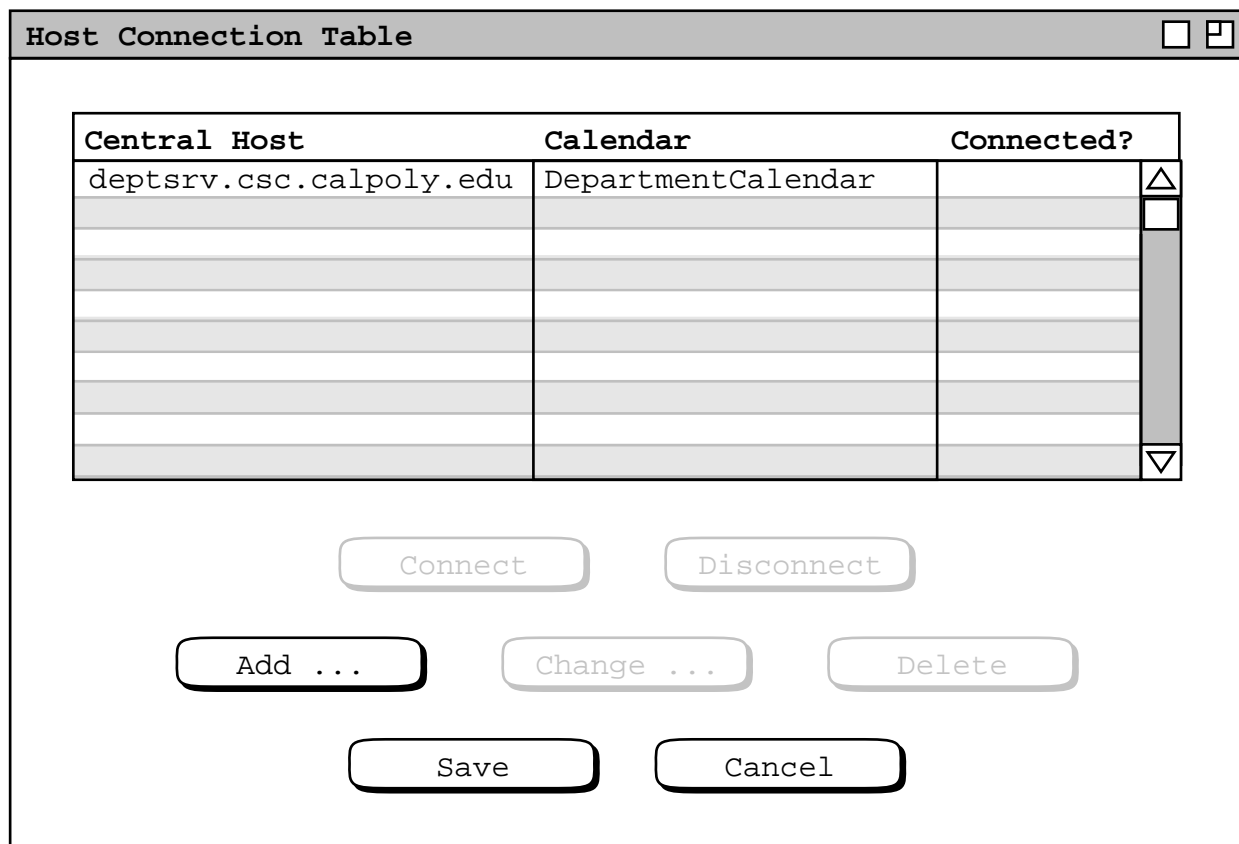 Host Connection Table
Central Host Calendar Connected?
deptsrv.csc.calpoly.edu DepartmentCalendar
Connect Disconnect
Add ... Change ... Delete
Save Cancel